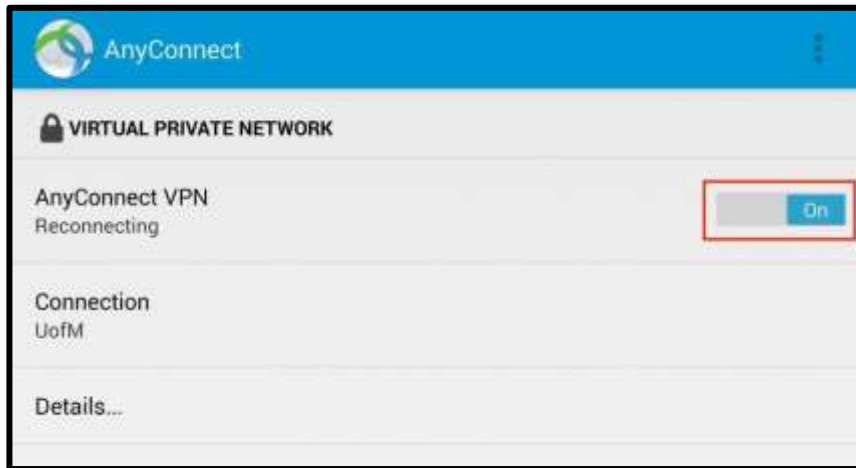 AnyConnect
VIRTUAL PRIVATE NETWORK
AnyConnect VPN
On
Reconnecting
Connection
UofM
Details...